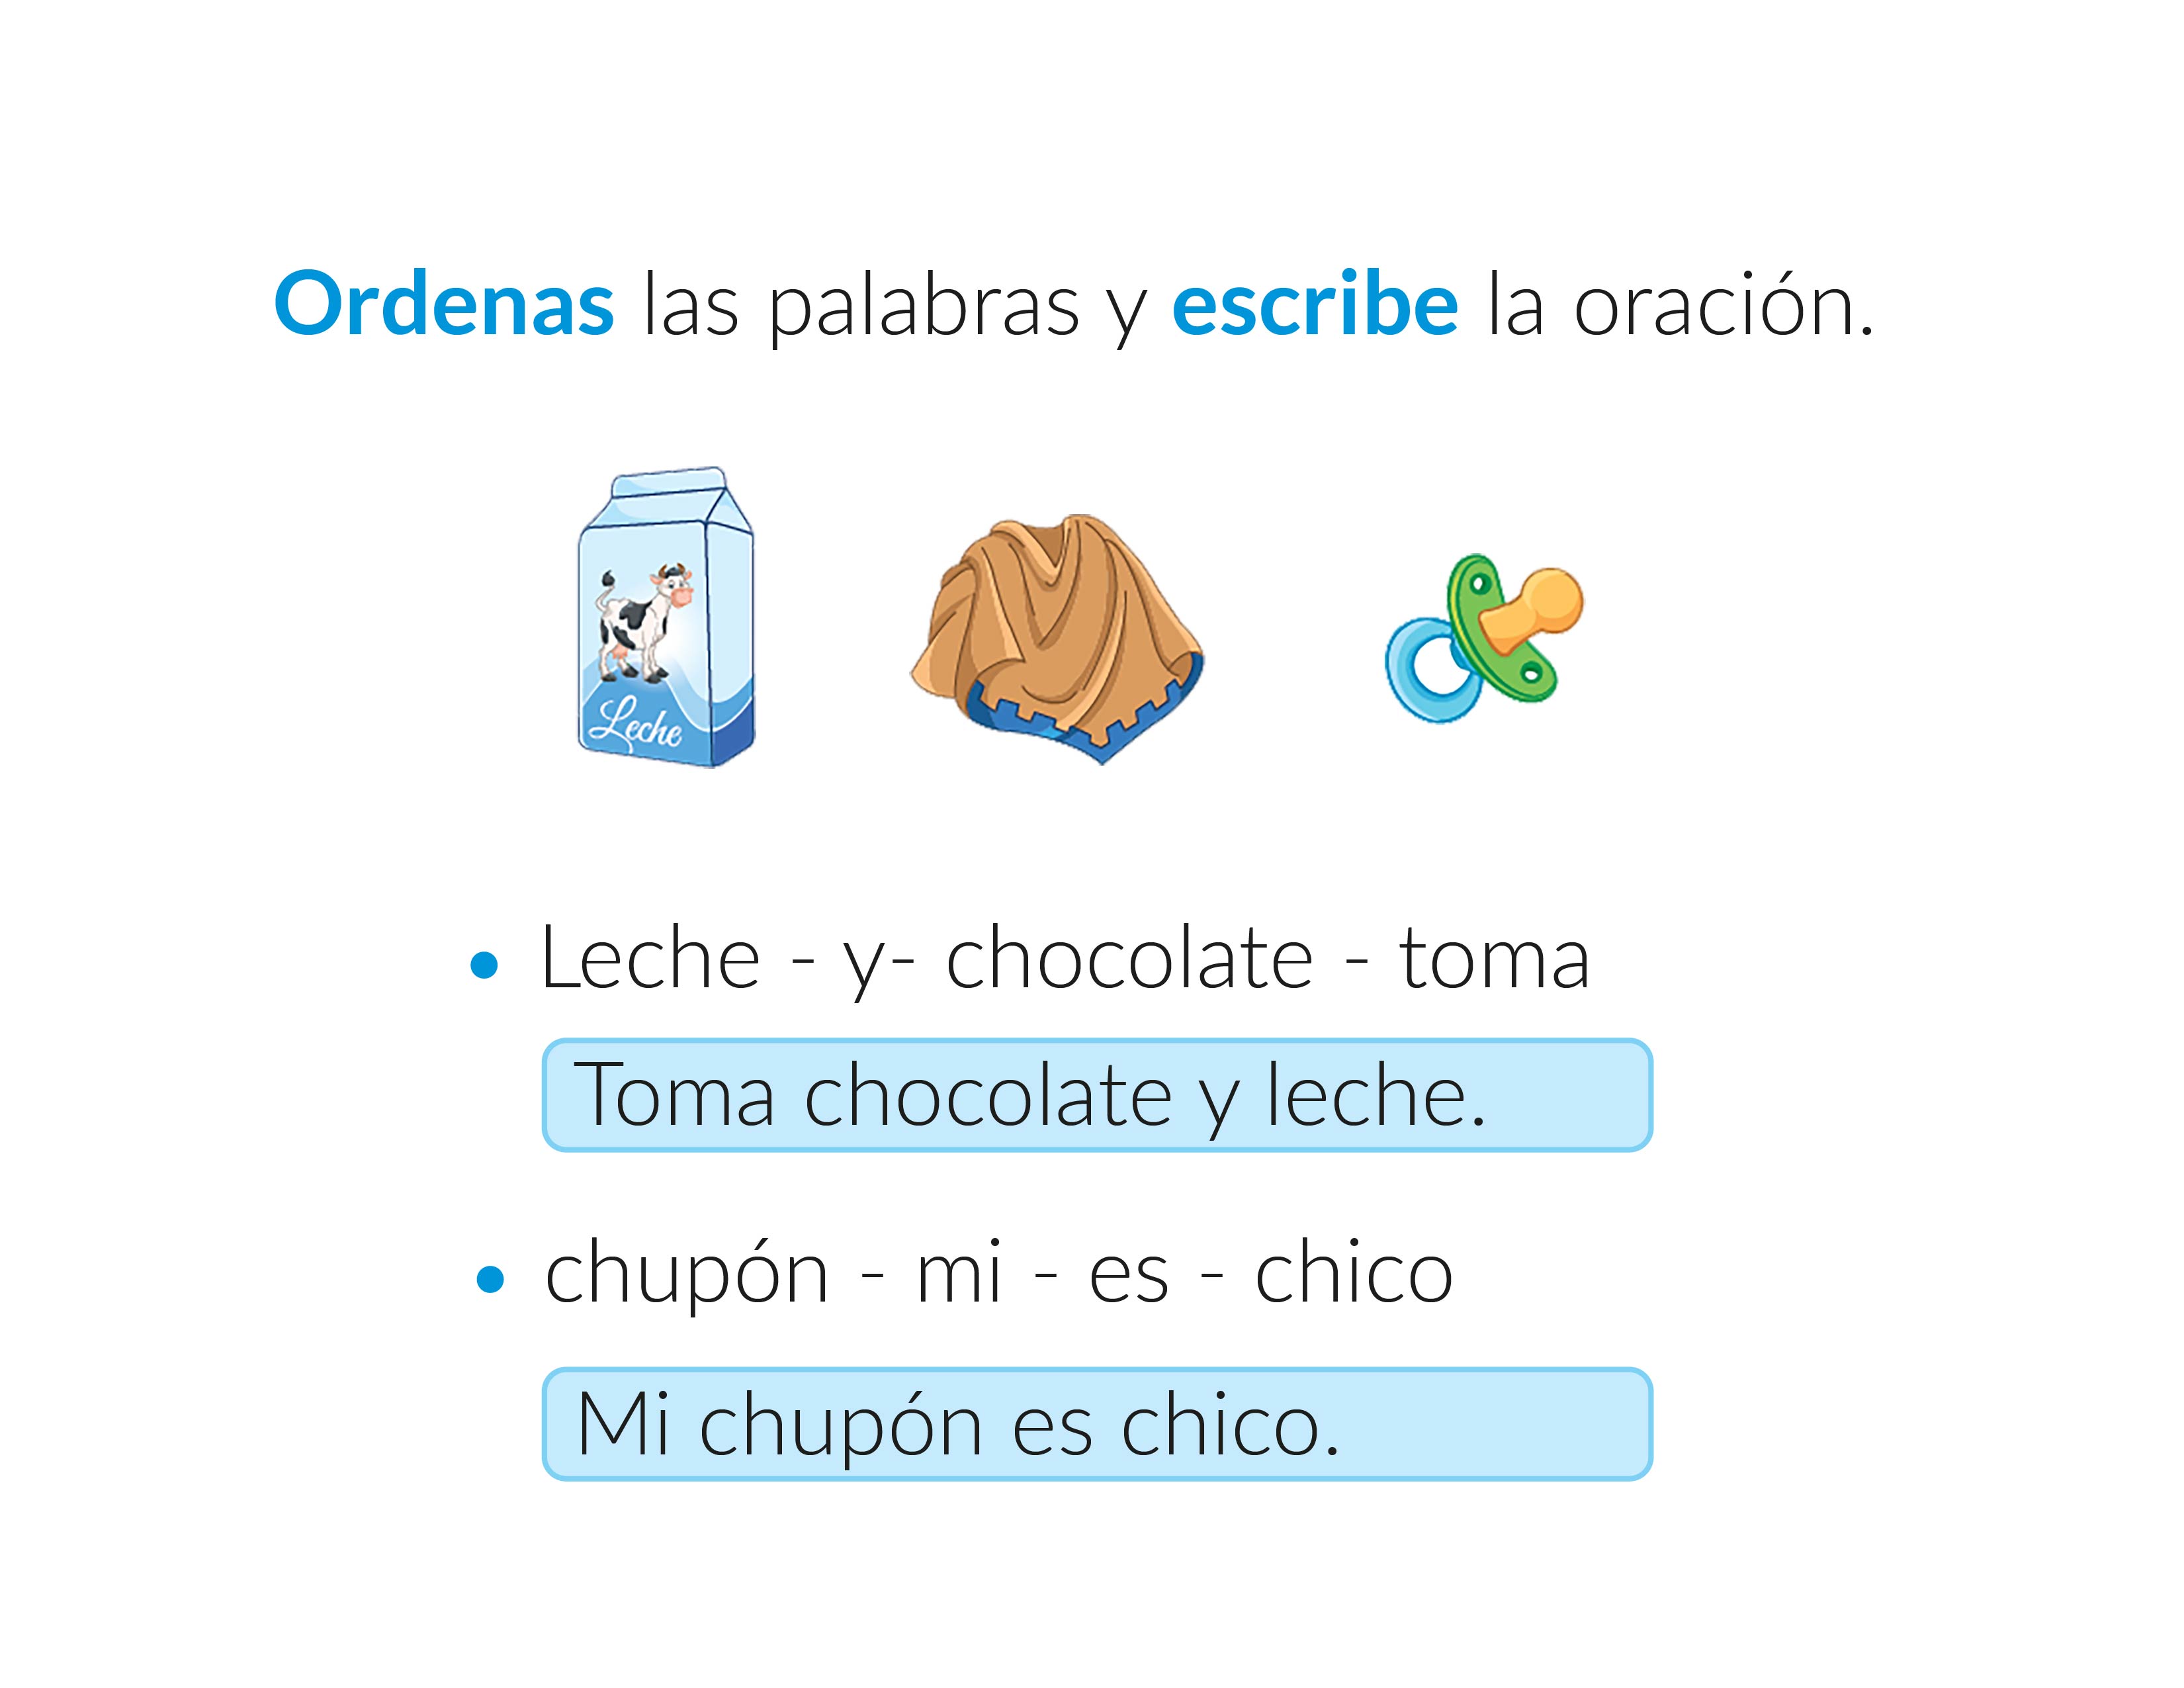 Ordenas las palabras y escribe la oración.
Leche
Leche - y- chocolate - toma
Toma chocolate y leche.
chupón - mi - es - chico
Mi chupón es chico.